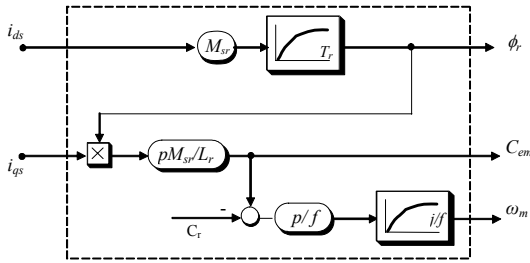 i_ds M_sr T_r ϕ_r
i_qs × pM_sr/L_r C_em
- C_r p/f j/f ω_m